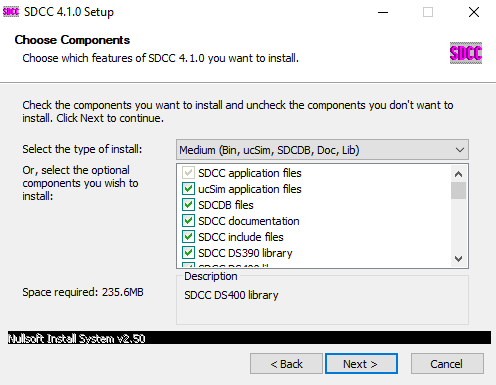 SDCC 4.1.0 Setup
Choose Components
Choose which features of SDCC 4.1.0 you want to install.
SDCC
Check the components you want to install and uncheck the components you don't want to
install. Click Next to continue.
Select the type of install:
Medium (Bin, ucSim, SDCDB, Doc, Lib)
Or, select the optional
components you wish to
install:
SDCC application files
ucSim application files
SDCDB files
SDCC documentation
SDCC include files
SDCC DS390 library
Space required: 235.6MB
Description
SDCC DS400 library
Nullsoft Install System v2.50
< Back
Next >
Cancel